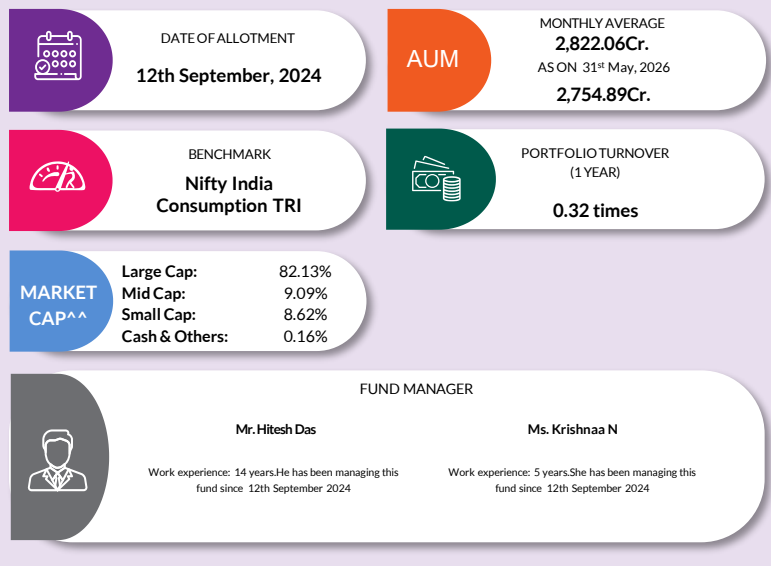 DATE OF ALLOTMENT
12th September, 2024
AUM
MONTHLY AVERAGE
2,822.06Cr.
AS ON 31st May, 2026
2,754.89Cr.
BENCHMARK
Nifty India
Consumption TRI
PORTFOLIO TURNOVER
(1 YEAR)
0.32 times
MARKET
CAP^^
Large Cap: 82.13%
Mid Cap: 9.09%
Small Cap: 8.62%
Cash & Others: 0.16%
FUND MANAGER
Mr. Hitesh Das
Work experience: 14 years.He has been managing this
fund since 12th September 2024
Ms. Krishnaa N
Work experience: 5 years.She has been managing this
fund since 12th September 2024